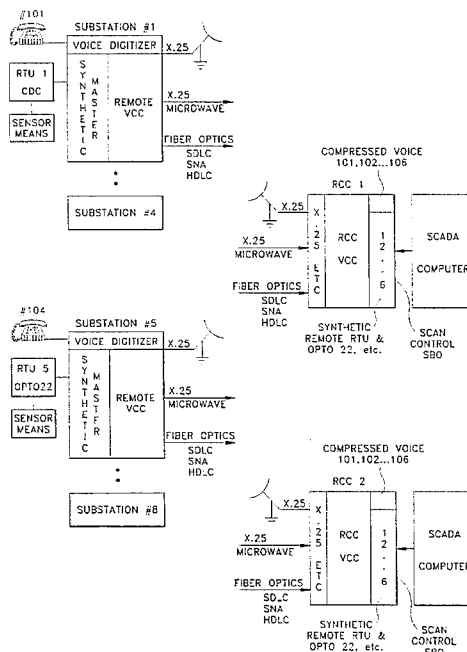 #101
SUBSTATION #1
VOICE DIGITIZER
X.25
RTU 1
CDC
SYNTHETIC
MASTER
REMOTE
VCC
SENSOR
MEANS
X.25
MICROWAVE
FIBER OPTICS
SDLC
SNA
HDLC
SUBSTATION #4
COMPRESSED VOICE
101,102...106
RCC 1
X.25
X.25 ETC
RCC
VCC
1
2
.
.
6
SCADA
COMPUTER
X.25
MICROWAVE
FIBER OPTICS
SDLC
SNA
HDLC
SYNTHETIC
REMOTE RTU &
OPTO 22, etc.
SCAN
CONTROL
SBO
#104
SUBSTATION #5
VOICE DIGITIZER
X.25
RTU 5
OPTO22
SYNTHETIC
MASTER
REMOTE
VCC
SENSOR
MEANS
X.25
MICROWAVE
FIBER OPTICS
SDLC
SNA
HDLC
SUBSTATION #8
COMPRESSED VOICE
101,102...106
RCC 2
X.25
X.25 ETC
RCC
VCC
1
2
.
.
6
SCADA
COMPUTER
X.25
MICROWAVE
FIBER OPTICS
SDLC
SNA
HDLC
SYNTHETIC
REMOTE RTU &
OPTO 22, etc.
SCAN
CONTROL
SBO